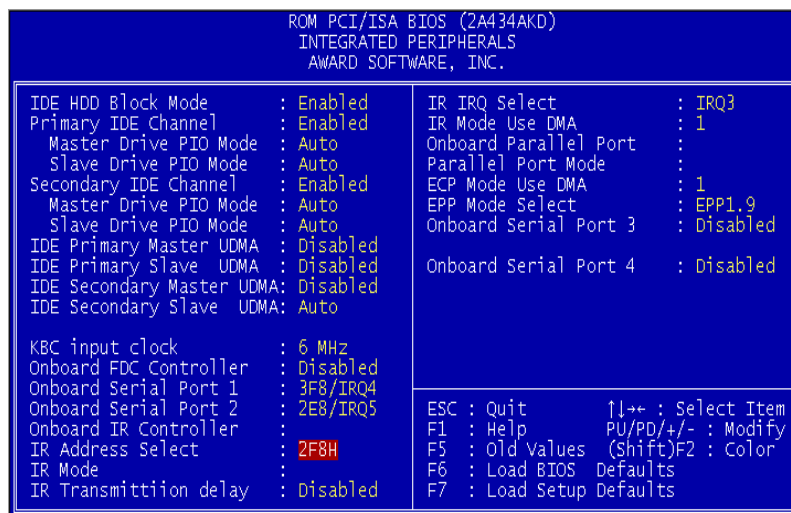 ROM PCI/ISA BIOS (2A434AKD)
INTEGRATED PERIPHERALS
AWARD SOFTWARE, INC.
IDE HDD Block Mode : Enabled
Primary IDE Channel : Enabled
Master Drive PIO Mode : Auto
Slave Drive PIO Mode : Auto
Secondary IDE Channel : Enabled
Master Drive PIO Mode : Auto
Slave Drive PIO Mode : Auto
IDE Primary Master UDMA : Disabled
IDE Primary Slave UDMA : Disabled
IDE Secondary Master UDMA: Disabled
IDE Secondary Slave UDMA: Auto
KBC input clock : 6 MHz
Onboard FDC Controller : Disabled
Onboard Serial Port 1 : 3F8/IRQ4
Onboard Serial Port 2 : 2E8/IRQ5
Onboard IR Controller :
IR Address Select : 2F8H
IR Mode :
IR Transmittiion delay : Disabled
IR IRQ Select : IRQ3
IR Mode Use DMA : 1
Onboard Parallel Port :
Parallel Port Mode :
ECP Mode Use DMA : 1
EPP Mode Select : EPP1.9
Onboard Serial Port 3 : Disabled
Onboard Serial Port 4 : Disabled
ESC : Quit ↑↓→← : Select Item
F1 : Help PU/PD/+/- : Modify
F5 : Old Values (Shift)F2 : Color
F6 : Load BIOS Defaults
F7 : Load Setup Defaults